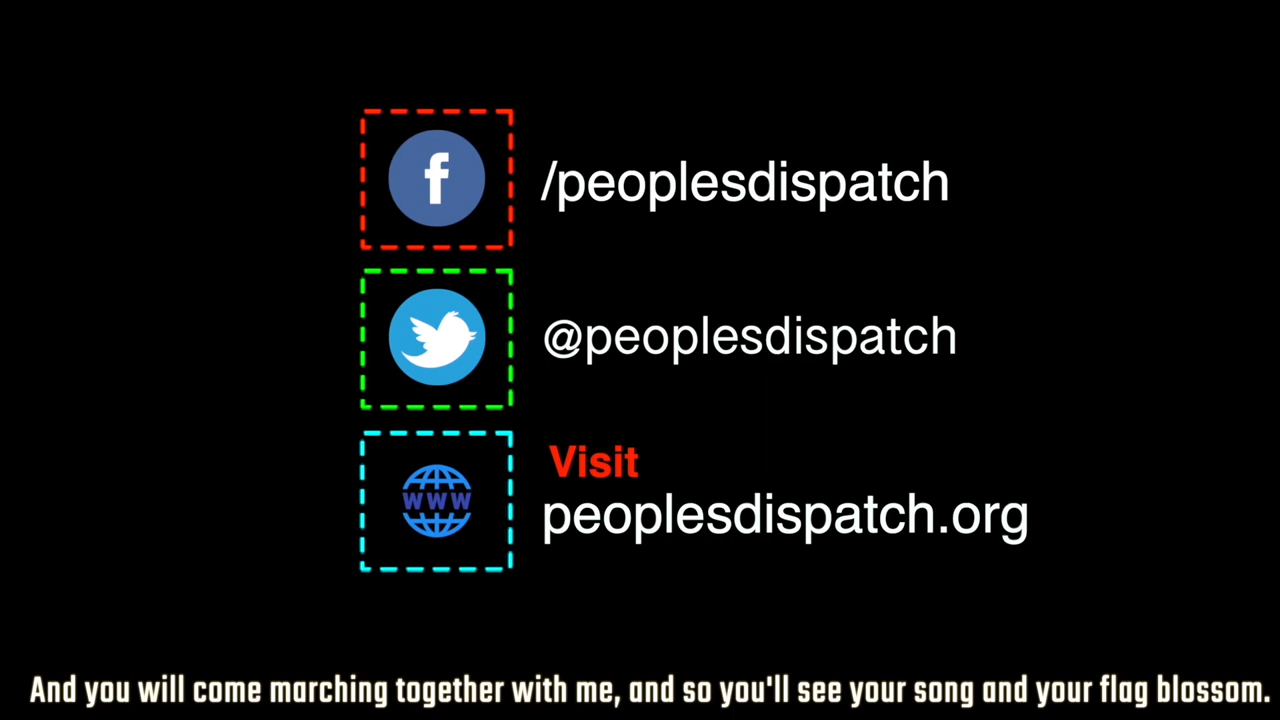 f
/peoplesdispatch
@peoplesdispatch
Visit
www
peoplesdispatch.org
And you will come marching together with me, and so you'll see your song and your flag blossom.